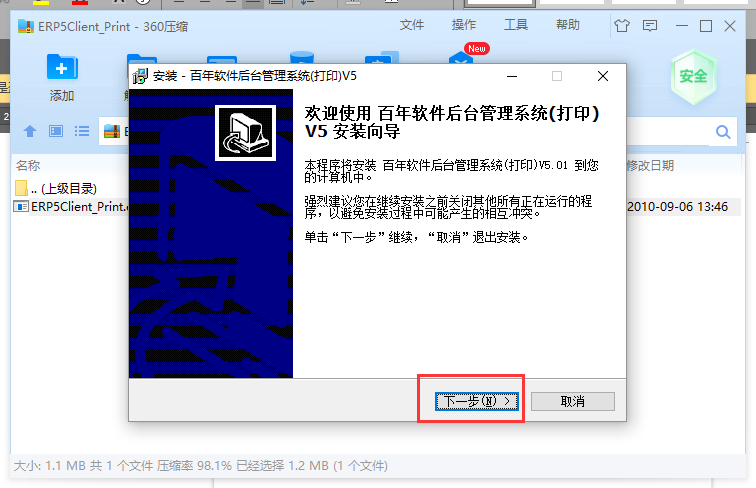 ERP5Client_Print - 360压缩
文件 操作 工具 帮助
New
添加
安全
安装 - 百年软件后台管理系统(打印)V5
欢迎使用 百年软件后台管理系统(打印)
V5 安装向导
本程序将安装 百年软件后台管理系统(打印)V5.01 到您
的计算机中。
强烈建议您在继续安装之前关闭其他所有正在运行的程
序，以避免安装过程中可能产生的相互冲突。
单击“下一步”继续，“取消”退出安装。
名称
修改日期
.. (上级目录)
ERP5Client_Print.
2010-09-06 13:46
下一步(N) >
取消
大小: 1.1 MB 共 1 个文件 压缩率 98.1% 已经选择 1.2 MB (1 个文件)